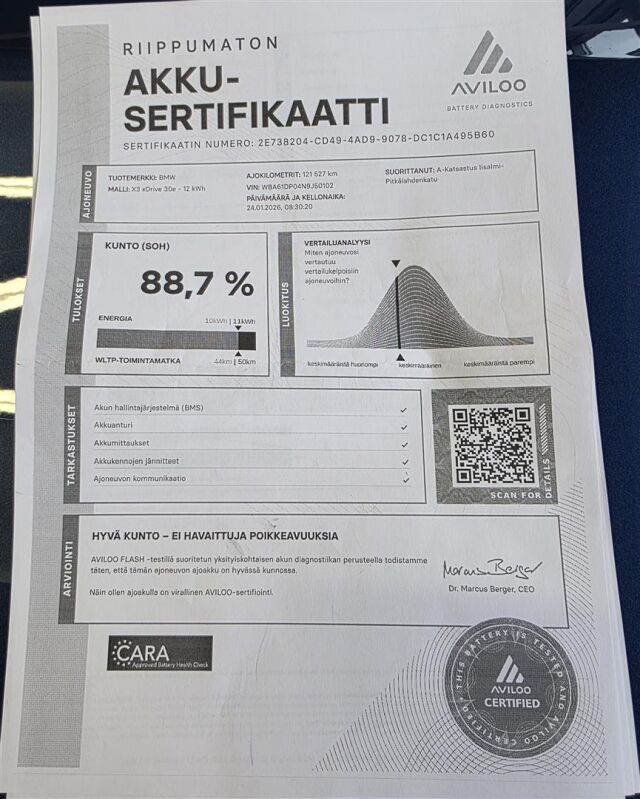 RIIPPUMATON
AKKU-
SERTIFIKAATTI
SERTIFIKAATIN NUMERO: 2E738204-CD49-4AD9-9078-DC1C1A495B60
AVILOO
BATTERY DIAGNOSTICS
AJONEUVO
TUOTEMERKKI: BMW
MALLI: X3 xDrive 30e - 12 kWh
AJOKILOMETRIT: 121 527 km
VIN: WBA61DP04N9J50102
PÄIVÄMÄÄRÄ JA KELLONAIKA:
24.01.2026, 08:30:20
SUORITTANUT: A-Katsastus Iisalmi-
Pitkälahdenkatu
TULOKSET
KUNTO (SOH)
88,7 %
ENERGIA
10kWh | 11kWh
WLTP-TOIMINTAMATKA
44km | 50km
LUOKITUS
VERTAILUANALYYSI
Miten ajoneuvosi
vertautuu
vertailukelpoisiin
ajoneuvoihin?
keskimääräistä huonompi
keskimääräinen
keskimääräistä parempi
TARKASTUKSET
Akun hallintajärjestelmä (BMS)
Akkuanturi
Akkumittaukset
Akkukennojen jännitteet
Ajoneuvon kommunikaatio
SCAN FOR DETAILS
ARVIOINTI
HYVÄ KUNTO – EI HAVAITTUJA POIKKEAVUUKSIA
AVILOO FLASH -testillä suoritetun yksityiskohtaisen akun diagnostiikan perusteella todistamme
täten, että tämän ajoneuvon ajoakku on hyvässä kunnossa.
Näin ollen ajoakulla on virallinen AVILOO-sertifiointi.
Marcus Berger
Dr. Marcus Berger, CEO
CARA
Approved Battery Health Check
THIS BATTERY IS TESTED AND AVILOO CERTIFIED
AVILOO
CERTIFIED